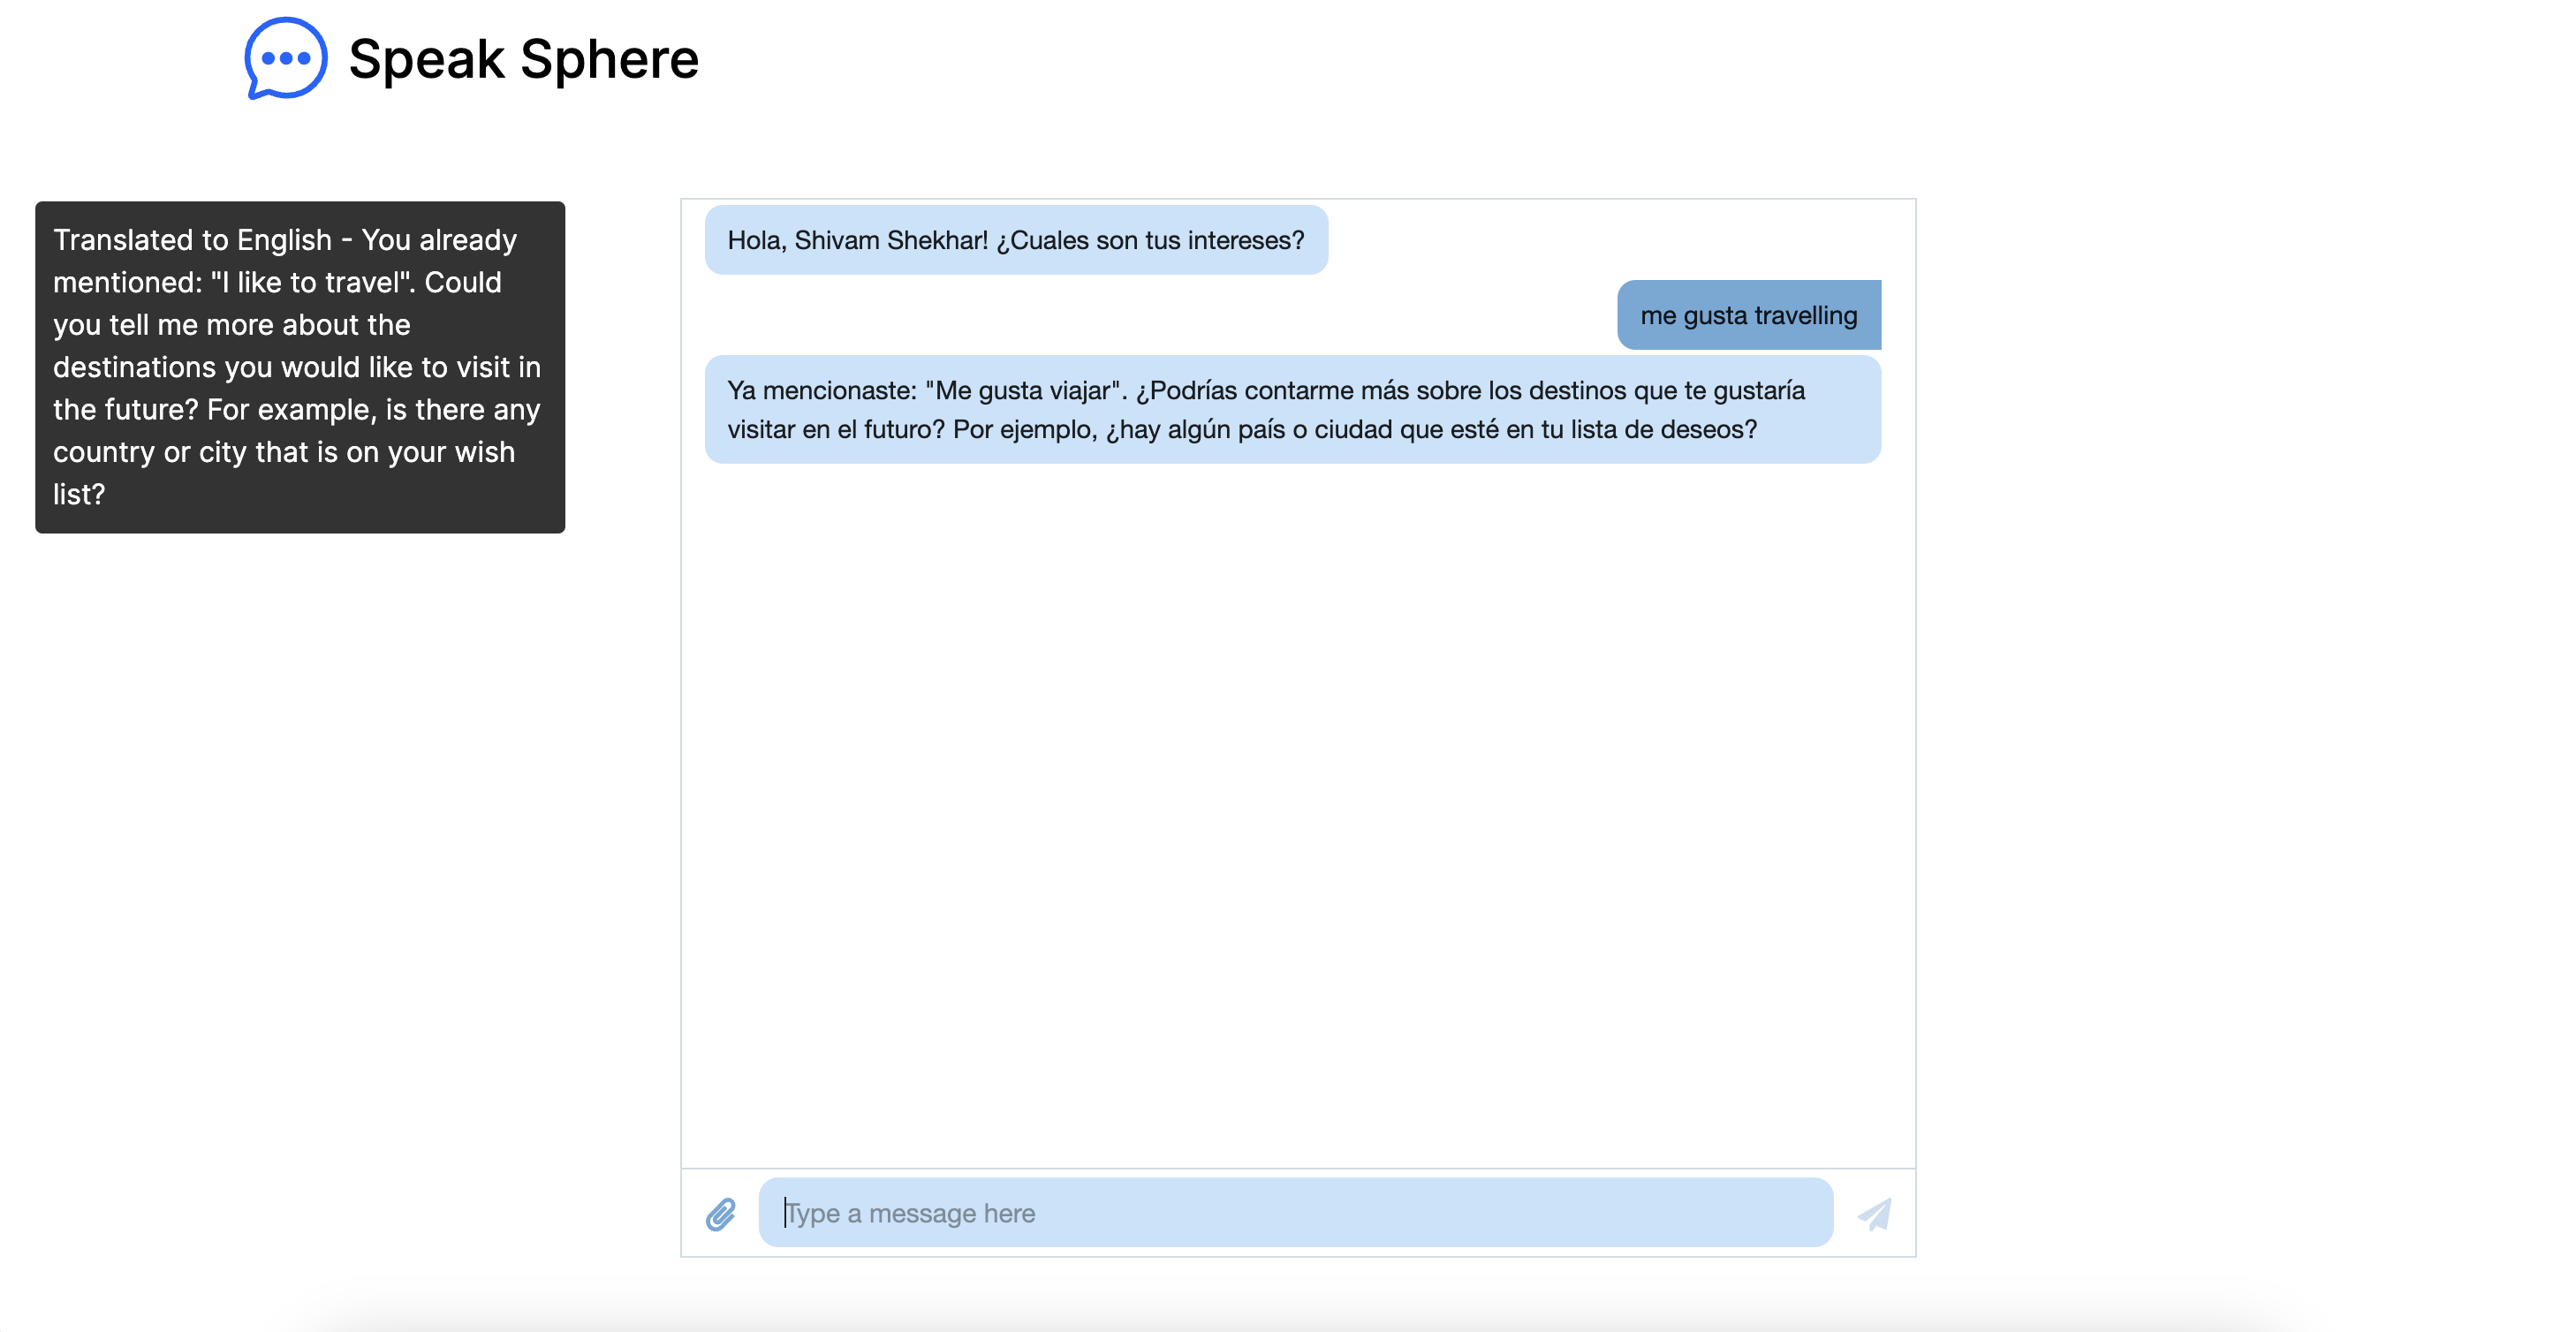 Speak Sphere
Translated to English - You already
mentioned: "I like to travel". Could
you tell me more about the
destinations you would like to visit in
the future? For example, is there any
country or city that is on your wish
list?
Hola, Shivam Shekhar! ¿Cuales son tus intereses?
me gusta travelling
Ya mencionaste: "Me gusta viajar". ¿Podrías contarme más sobre los destinos que te gustaría
visitar en el futuro? Por ejemplo, ¿hay algún país o ciudad que esté en tu lista de deseos?
Type a message here